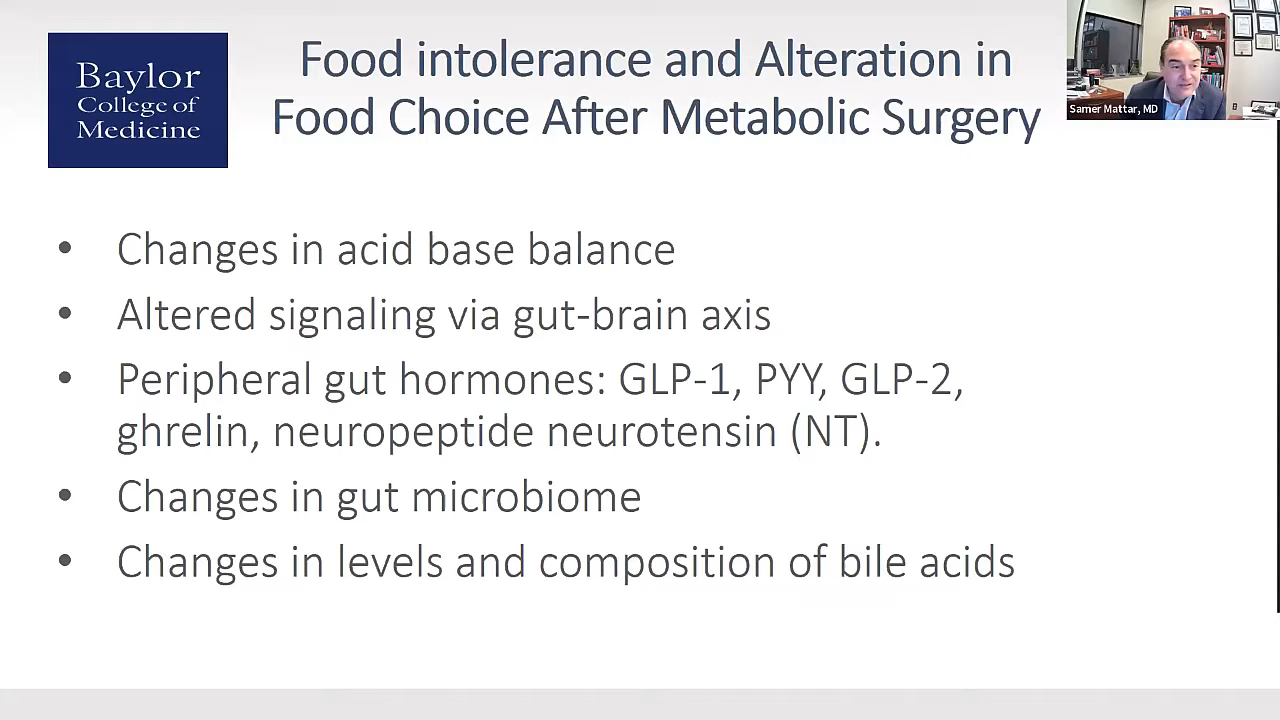 Baylor
College of
Medicine
Food intolerance and Alteration in
Food Choice After Metabolic Surgery
Samer Mattar, MD
• Changes in acid base balance
• Altered signaling via gut-brain axis
• Peripheral gut hormones: GLP-1, PYY, GLP-2,
ghrelin, neuropeptide neurotensin (NT).
• Changes in gut microbiome
• Changes in levels and composition of bile acids